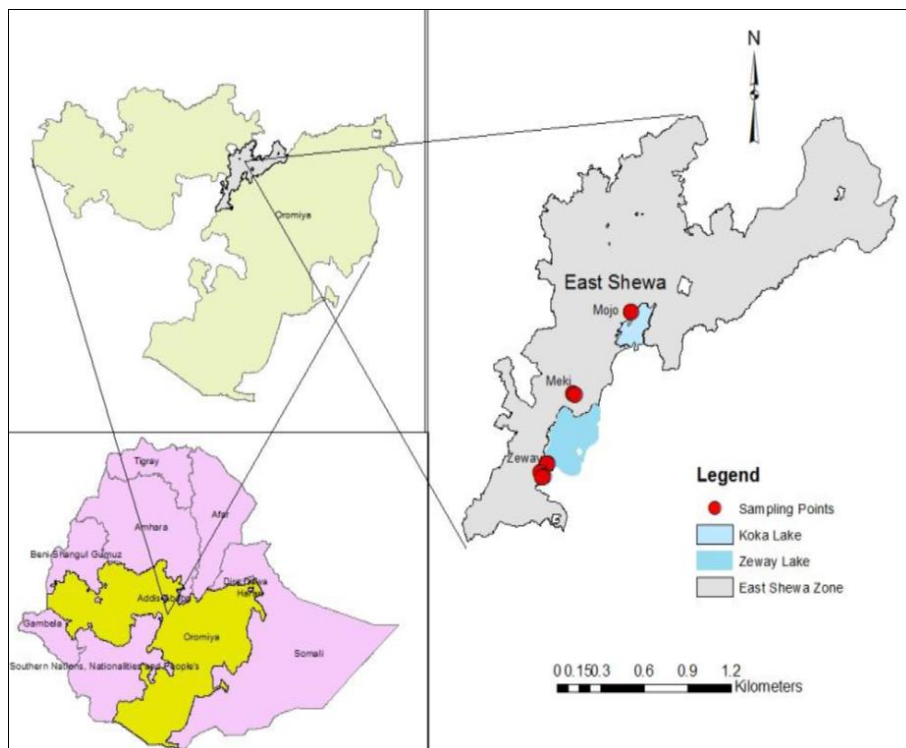 Oromiya
N
East Shewa
Mojo
Meki
Zeway
Legend
Sampling Points
Koka Lake
Zeway Lake
East Shewa Zone
0 0.15 0.3 0.6 0.9 1.2
Kilometers
Tigray
Afar
Amhara
Beni-Shangul Gumuz
Addis Ababa
Dire Dawa
Harari
Gambela
Oromiya
Somali
Southern Nations, Nationalities and People's